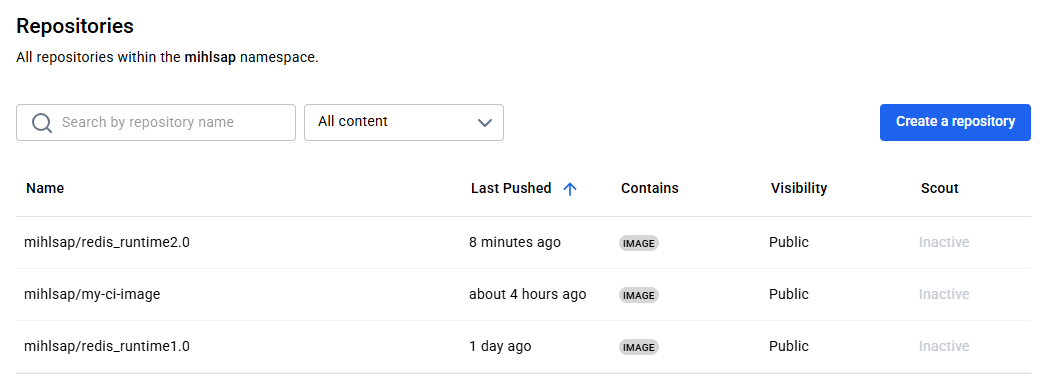 Repositories
All repositories within the mihlsap namespace.
Search by repository name
All content
Create a repository
Name Last Pushed Contains Visibility Scout
mihlsap/redis_runtime2.0 8 minutes ago IMAGE Public Inactive
mihlsap/my-ci-image about 4 hours ago IMAGE Public Inactive
mihlsap/redis_runtime1.0 1 day ago IMAGE Public Inactive